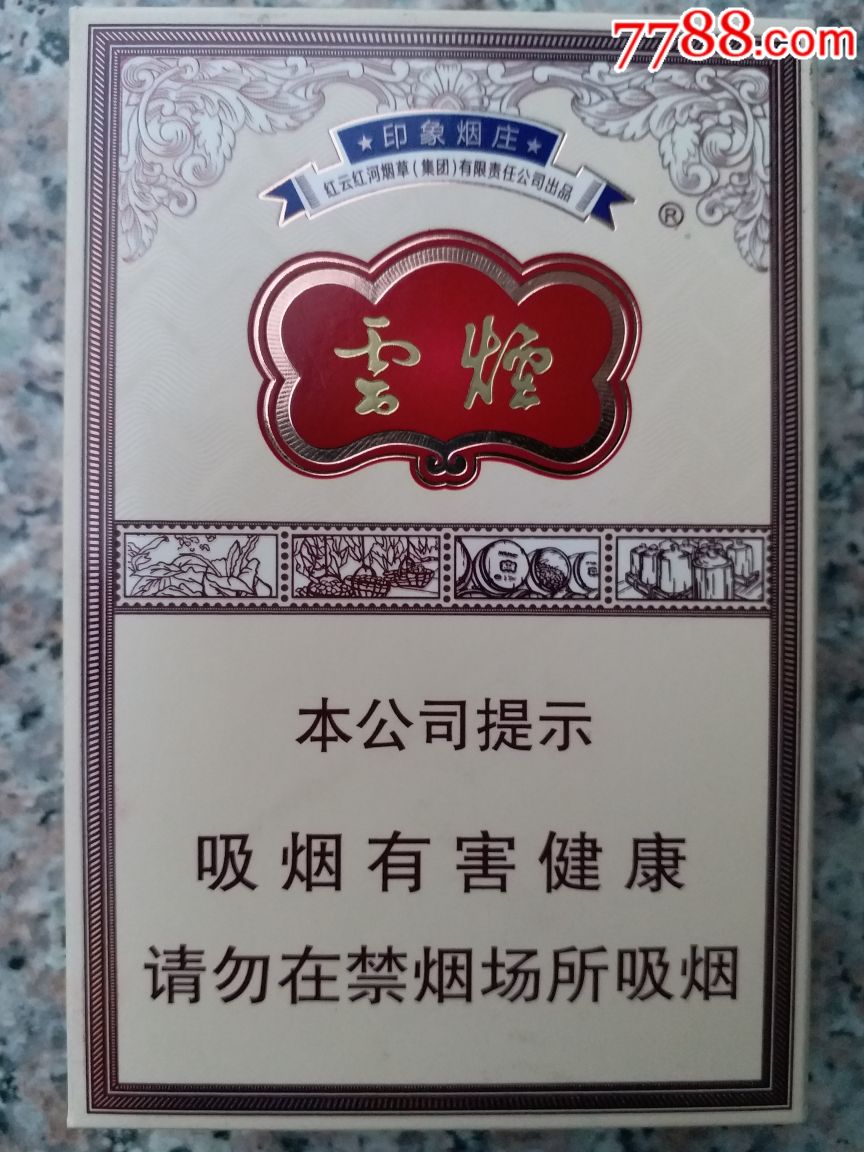 7788.com
印象烟庄
红云红河烟草(集团)有限责任公司出品
®
雲煙
本公司提示
吸烟有害健康
请勿在禁烟场所吸烟